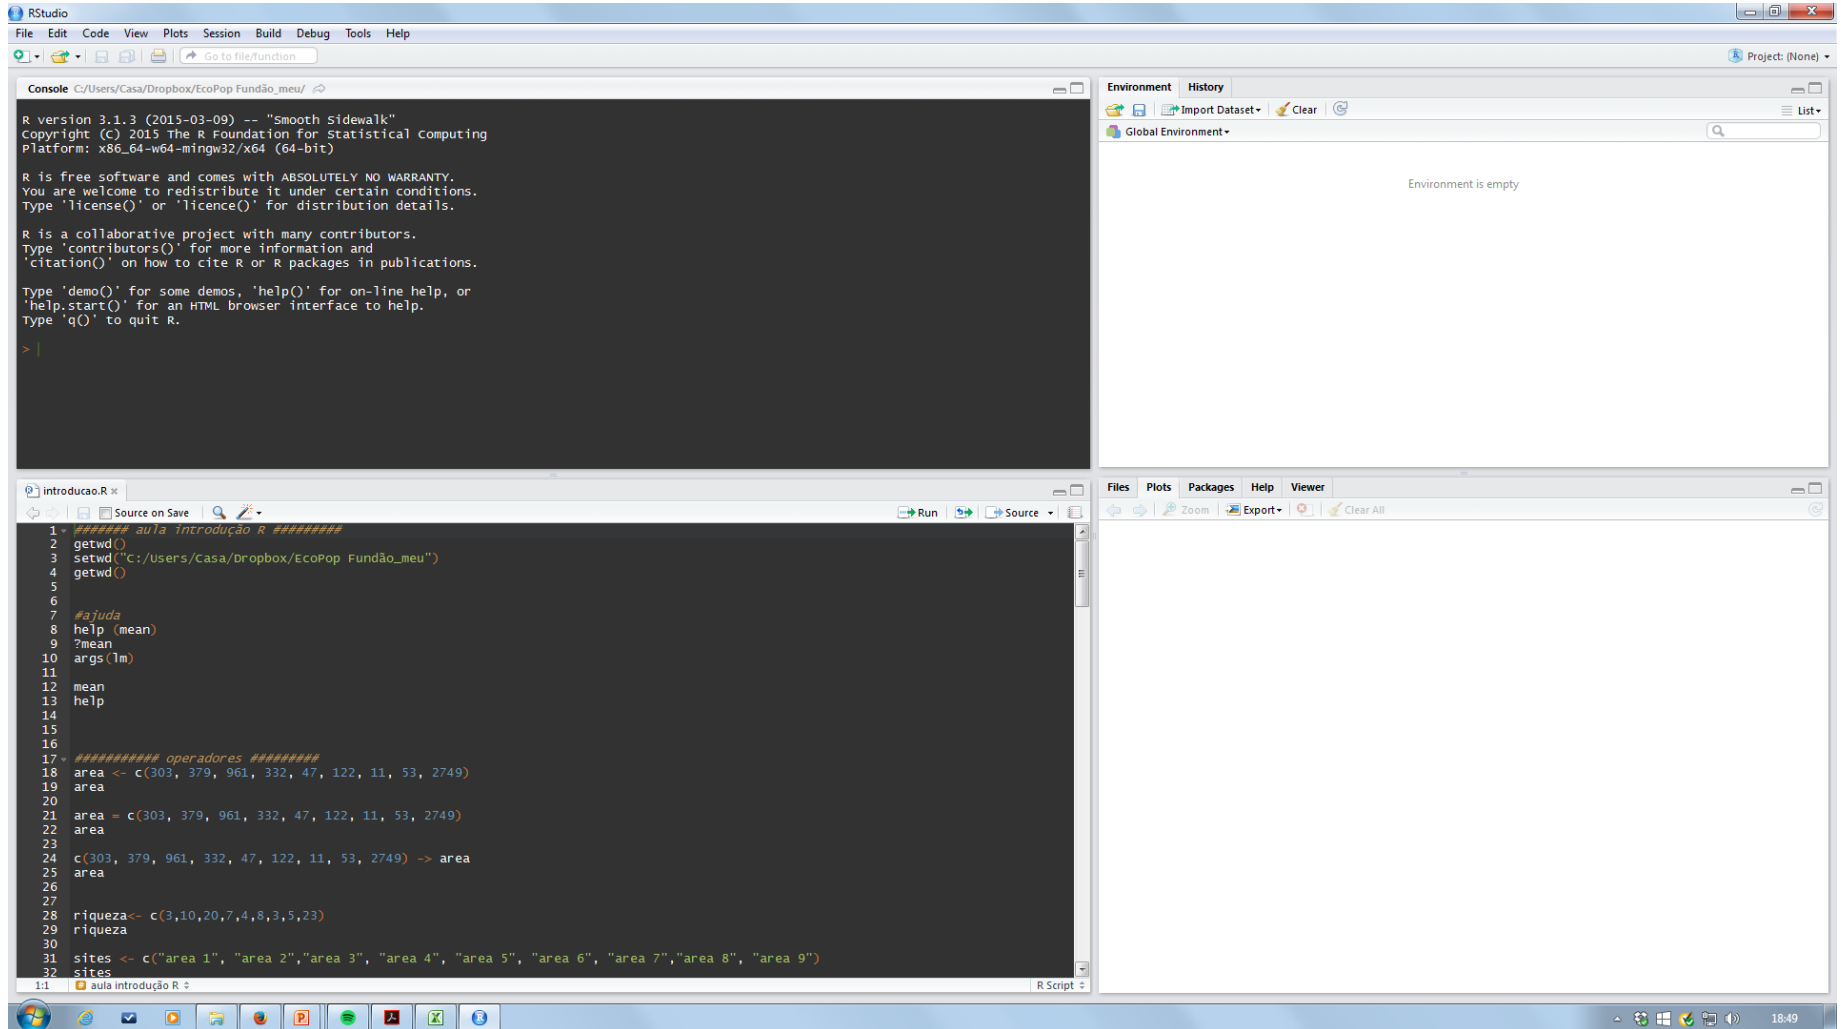 RStudio
File Edit Code View Plots Session Build Debug Tools Help
Go to file/function
Project: (None)
Console C:/Users/Casa/Dropbox/EcoPop Fundão_meu/
R version 3.1.3 (2015-03-09) -- "Smooth Sidewalk"
Copyright (C) 2015 The R Foundation for Statistical Computing
Platform: x86_64-w64-mingw32/x64 (64-bit)
R is free software and comes with ABSOLUTELY NO WARRANTY.
You are welcome to redistribute it under certain conditions.
Type 'license()' or 'licence()' for distribution details.
R is a collaborative project with many contributors.
Type 'contributors()' for more information and
'citation()' on how to cite R or R packages in publications.
Type 'demo()' for some demos, 'help()' for on-line help, or
'help.start()' for an HTML browser interface to help.
Type 'q()' to quit R.
>
introducao.R
Source on Save
Run Source
1 ####### aula introdução R #########
2 getwd()
3 setwd("C:/Users/Casa/Dropbox/EcoPop Fundão_meu")
4 getwd()
5
6
7 #ajuda
8 help (mean)
9 ?mean
10 args(lm)
11
12 mean
13 help
14
15
16
17 ########### operadores #########
18 area <- c(303, 379, 961, 332, 47, 122, 11, 53, 2749)
19 area
20
21 area = c(303, 379, 961, 332, 47, 122, 11, 53, 2749)
22 area
23
24 c(303, 379, 961, 332, 47, 122, 11, 53, 2749) -> area
25 area
26
27
28 riqueza<- c(3,10,20,7,4,8,3,5,23)
29 riqueza
30
31 sites <- c("area 1", "area 2","area 3", "area 4", "area 5", "area 6", "area 7","area 8", "area 9")
32 sites
1:1 aula introdução R R Script
Environment History
Import Dataset Clear List
Global Environment
Environment is empty
Files Plots Packages Help Viewer
Zoom Export Clear All
18:49